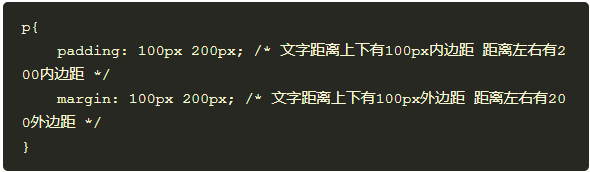 p{
    padding: 100px 200px; /* 文字距离上下有100px内边距 距离左右有2
00内边距 */
    margin: 100px 200px; /* 文字距离上下有100px外边距 距离左右有20
0外边距 */
}